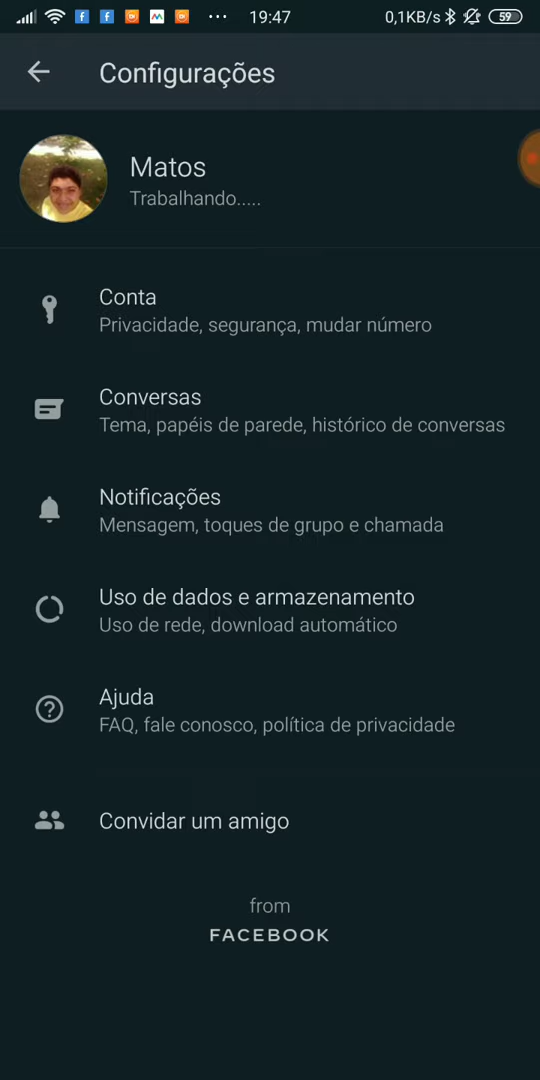 19:47
0,1KB/s
59
Configurações
Matos
Trabalhando.....
Conta
Privacidade, segurança, mudar número
Conversas
Tema, papéis de parede, histórico de conversas
Notificações
Mensagem, toques de grupo e chamada
Uso de dados e armazenamento
Uso de rede, download automático
Ajuda
FAQ, fale conosco, política de privacidade
Convidar um amigo
from
FACEBOOK